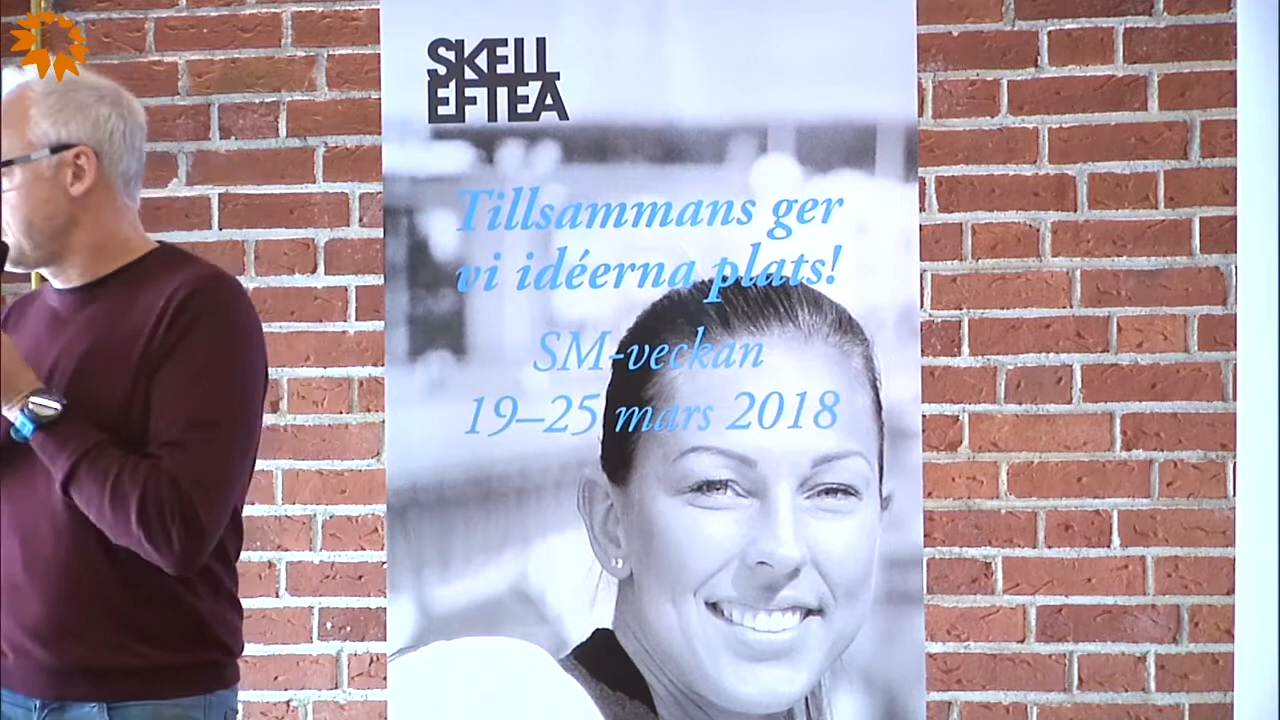 SKELL
EFTEA
Tillsammans ger
vi idéerna plats!
SM-veckan
19–25 mars 2018